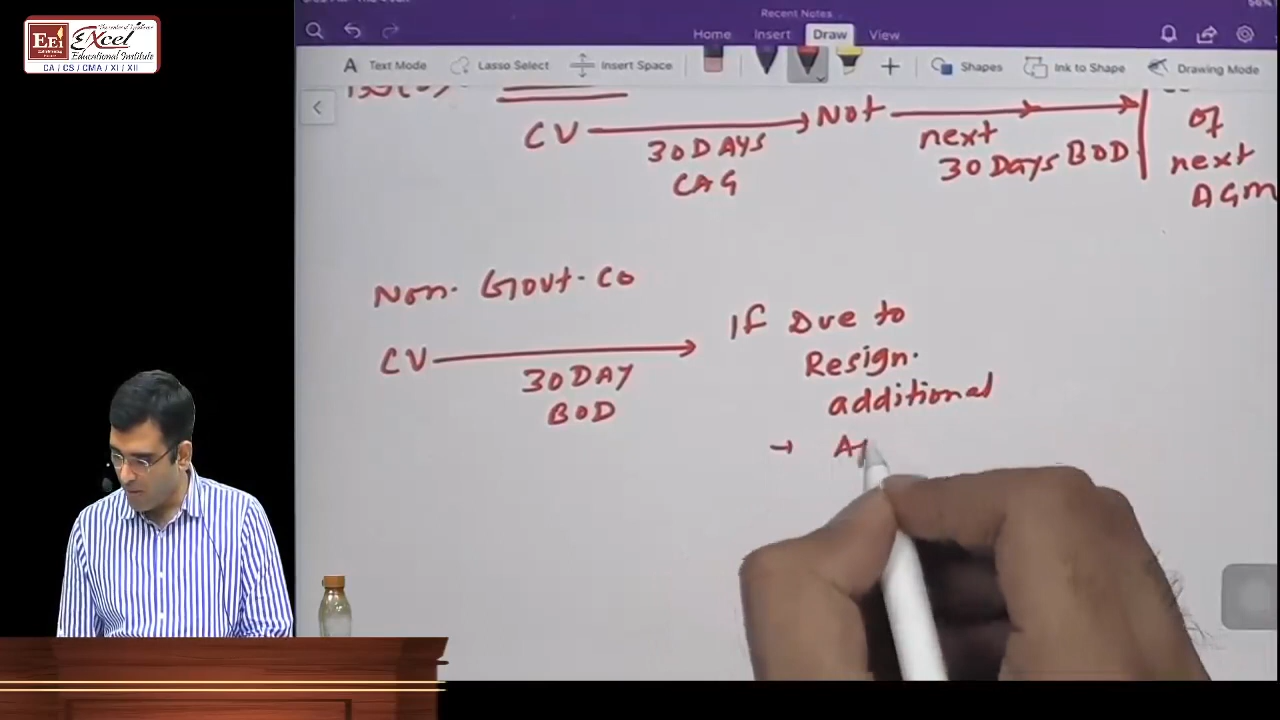 Recent Notes
Home Insert Draw View
Text Mode Lasso Select Insert Space Shapes Ink to Shape Drawing Mode
EEi EXcel
Educational Institute
CA / CS / CMA / XI / XII
CV 30 DAYS Not next of
CAG 30 Days BOD next
AGM
Non. Govt. Co
If Due to
CV 30 DAY Resign.
BOD additional
→